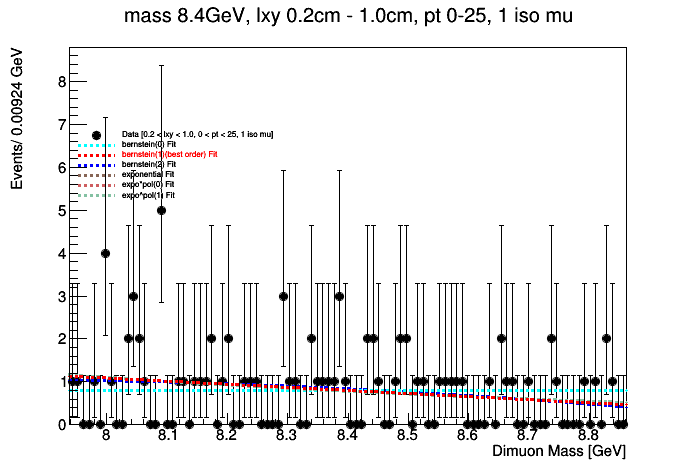 mass 8.4GeV, lxy 0.2cm - 1.0cm, pt 0-25, 1 iso mu
Events/ 0.00924 GeV
8
7
6
5
4
3
2
1
0
Data [0.2 < lxy < 1.0, 0 < pt < 25, 1 iso mu]
bernstein(0) Fit
bernstein(1)(best order) Fit
bernstein(2) Fit
exponential Fit
expo*pol(0) Fit
expo*pol(1) Fit
8 8.1 8.2 8.3 8.4 8.5 8.6 8.7 8.8
Dimuon Mass [GeV]